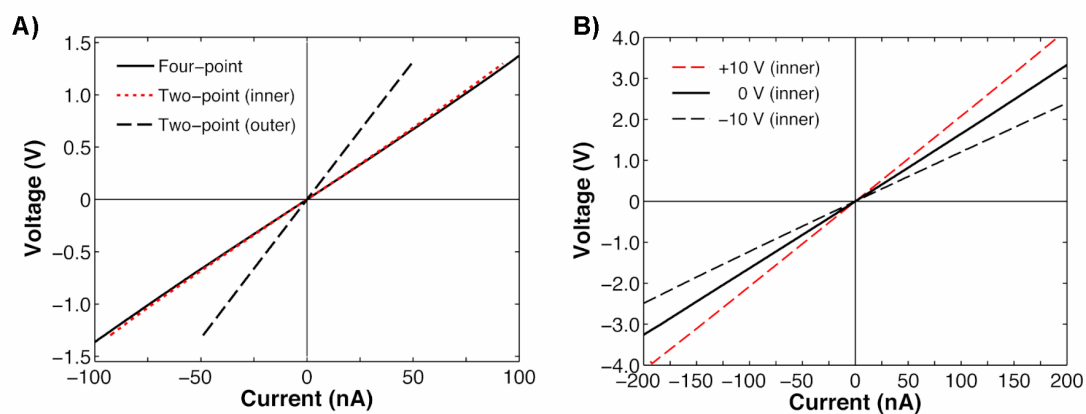 A)
1.5
1.0
0.5
0
−0.5
−1.0
−1.5
Voltage (V)
Four−point
Two−point (inner)
Two−point (outer)
−100
−50
0
50
100
Current (nA)
B)
4.0
3.0
2.0
1.0
0
−1.0
−2.0
−3.0
−4.0
Voltage (V)
+10 V (inner)
0 V (inner)
−10 V (inner)
−200
−150
−100
−50
0
50
100
150
200
Current (nA)